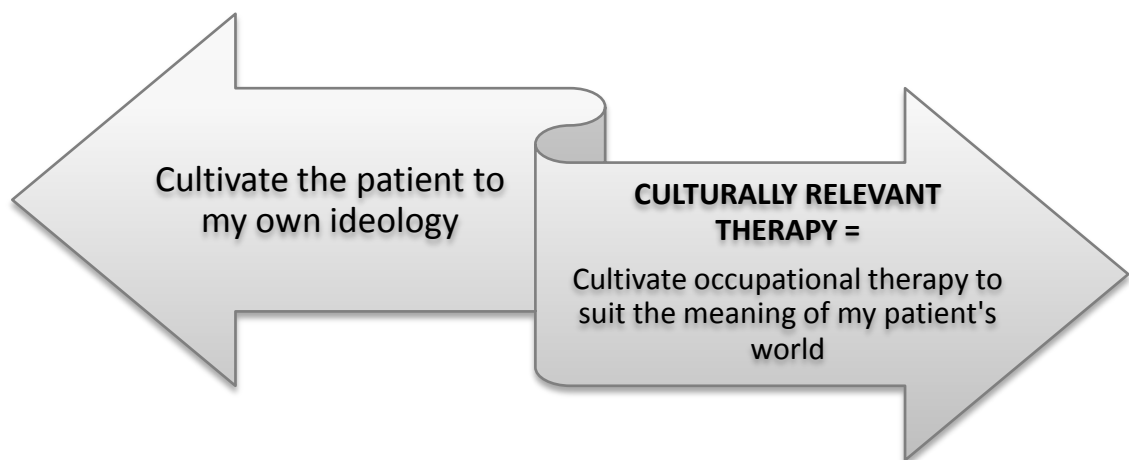 Cultivate the patient to
my own ideology
CULTURALLY RELEVANT
THERAPY =
Cultivate occupational therapy to
suit the meaning of my patient's
world